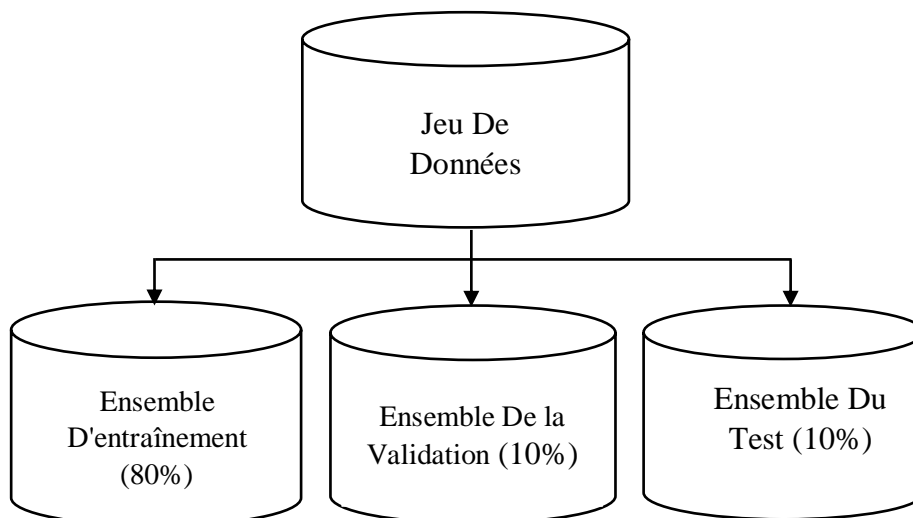 Jeu De
Données
Ensemble
D'entraînement
(80%)
Ensemble De la
Validation (10%)
Ensemble Du
Test (10%)